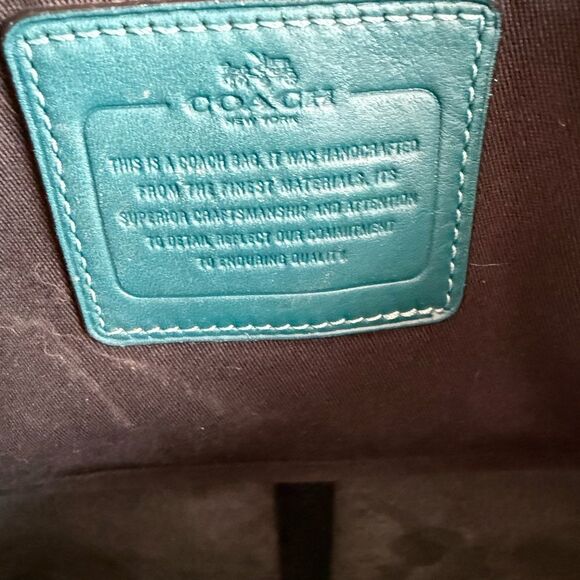 COACH
NEW YORK
THIS IS A COACH BAG. IT WAS HANDCRAFTED
FROM THE FINEST MATERIALS. ITS
SUPERIOR CRAFTSMANSHIP AND ATTENTION
TO DETAIL REFLECT OUR COMMITMENT
TO ENDURING QUALITY.